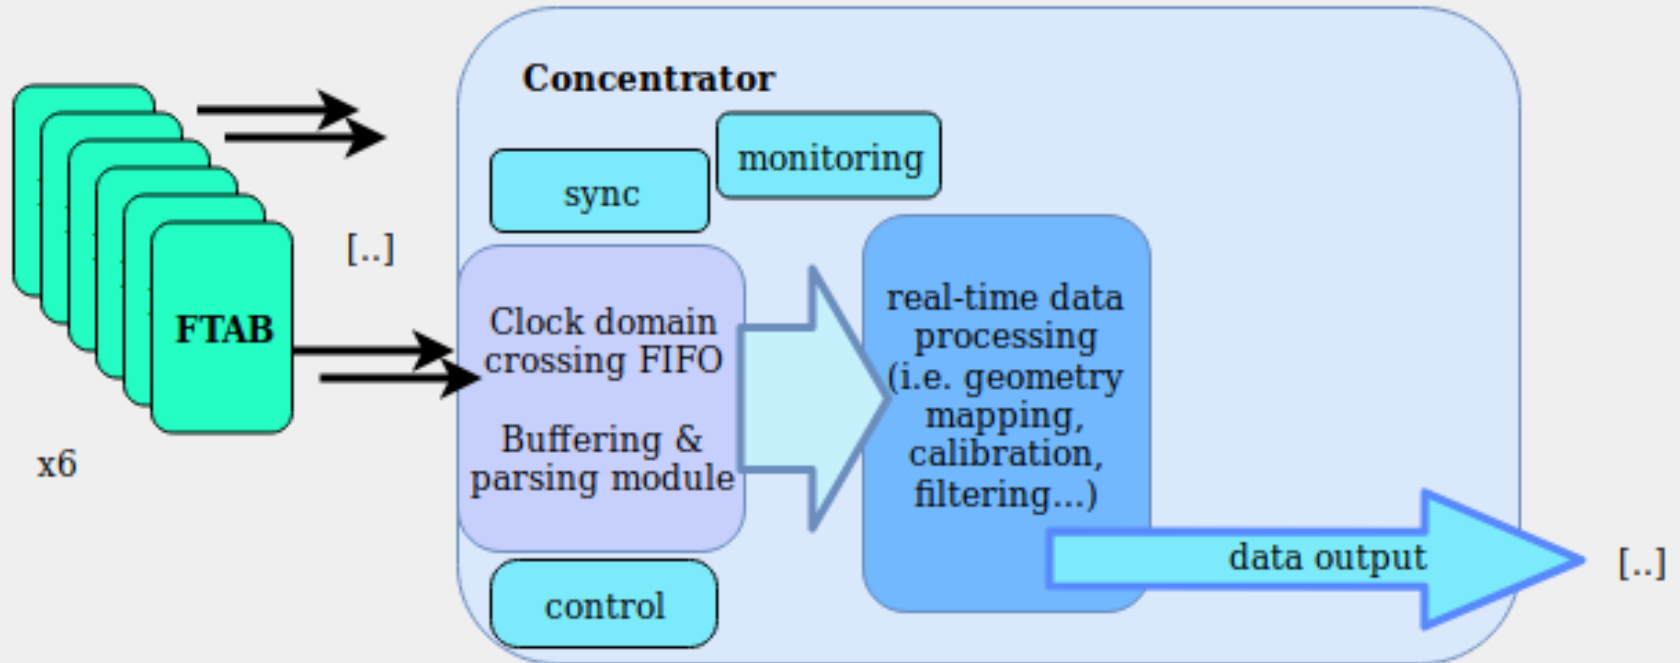 Concentrator
monitoring
sync
[..]
FTAB
x6
Clock domain
crossing FIFO
Buffering &
parsing module
real-time data
processing
(i.e. geometry
mapping,
calibration,
filtering...)
control
data output
[..]